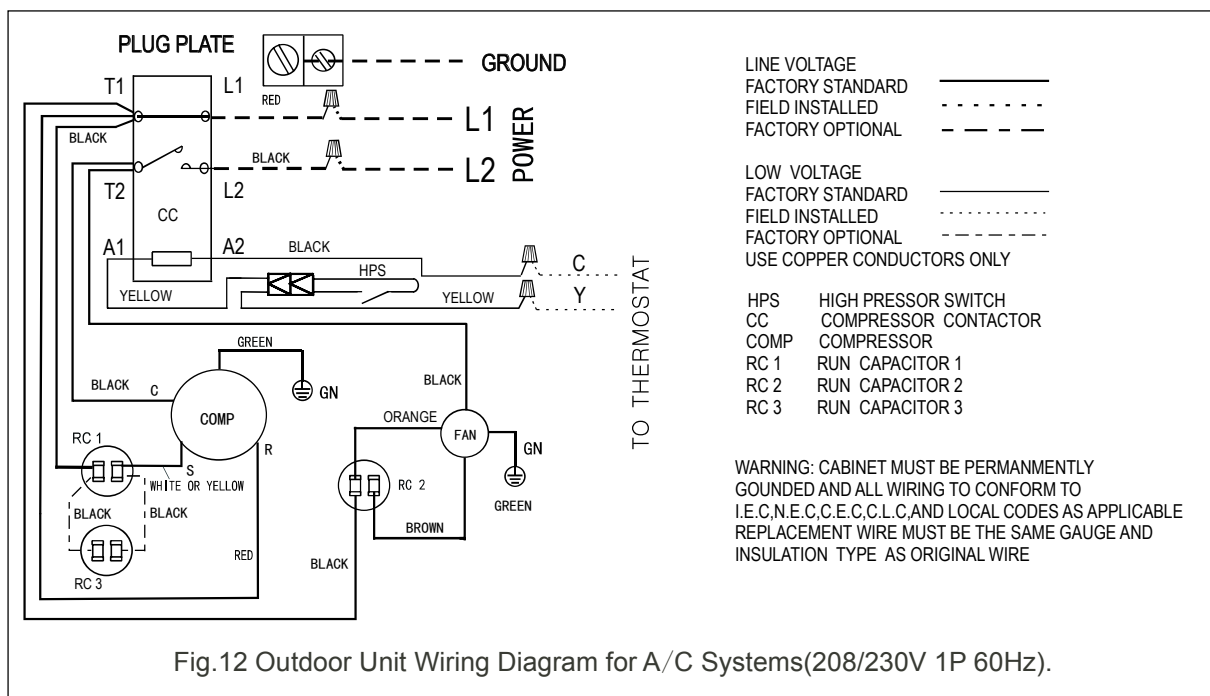 PLUG PLATE
GROUND
T1
L1
RED
L1
BLACK
BLACK
L2
POWER
T2
L2
CC
A1
A2
BLACK
C
HPS
YELLOW
YELLOW
Y
TO THERMOSTAT
GREEN
GN
BLACK
C
COMP
BLACK
ORANGE
FAN
GN
RC 1
R
S
WHITE OR YELLOW
RC 2
GREEN
BLACK
BLACK
BROWN
RED
BLACK
RC 3
LINE VOLTAGE
FACTORY STANDARD
FIELD INSTALLED
FACTORY OPTIONAL
LOW VOLTAGE
FACTORY STANDARD
FIELD INSTALLED
FACTORY OPTIONAL
USE COPPER CONDUCTORS ONLY
HPS HIGH PRESSOR SWITCH
CC COMPRESSOR CONTACTOR
COMP COMPRESSOR
RC 1 RUN CAPACITOR 1
RC 2 RUN CAPACITOR 2
RC 3 RUN CAPACITOR 3
WARNING: CABINET MUST BE PERMANMENTLY
GOUNDED AND ALL WIRING TO CONFORM TO
I.E.C,N.E.C,C.E.C,C.L.C,AND LOCAL CODES AS APPLICABLE
REPLACEMENT WIRE MUST BE THE SAME GAUGE AND
INSULATION TYPE AS ORIGINAL WIRE
Fig.12 Outdoor Unit Wiring Diagram for A/C Systems(208/230V 1P 60Hz).